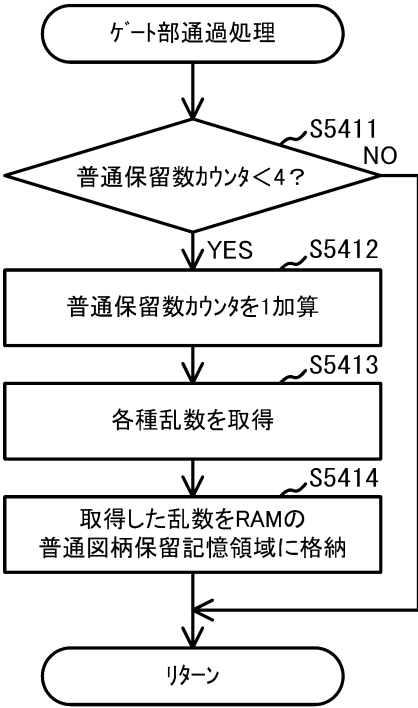 ｹﾞｰﾄ部通過処理
S5411
普通保留数ｶｳﾝﾀ＜4？
NO
YES
S5412
普通保留数ｶｳﾝﾀを1加算
S5413
各種乱数を取得
S5414
取得した乱数をRAMの
普通図柄保留記憶領域に格納
ﾘﾀｰﾝ